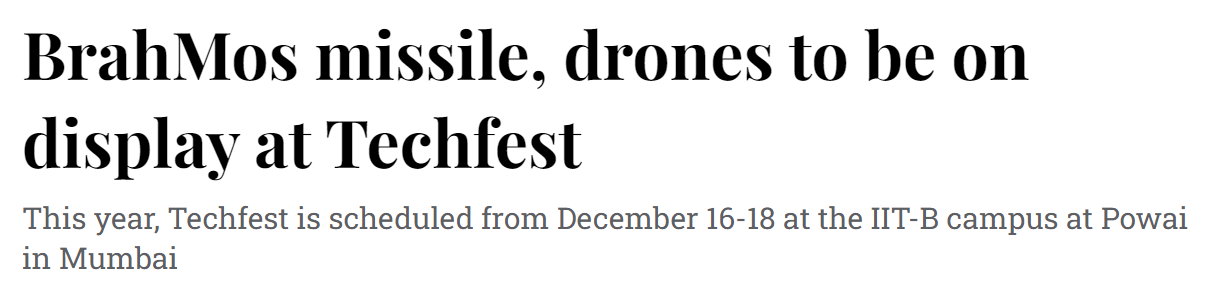 BrahMos missile, drones to be on
display at Techfest
This year, Techfest is scheduled from December 16-18 at the IIT-B campus at Powai
in Mumbai